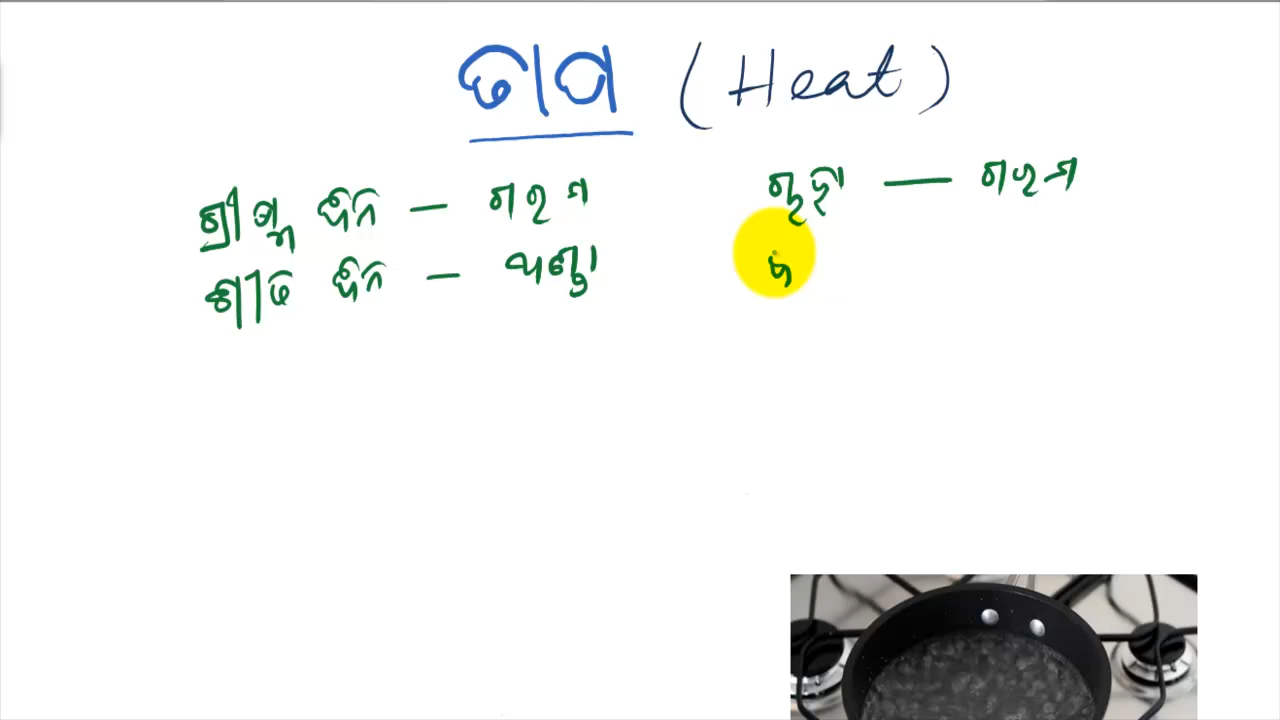 ତାପ (Heat)
ଗ୍ରୀଷ୍ମ ଦିନ - ଗରମ
ଶୀତ ଦିନ - ଥଣ୍ଡା
ଚୂହା — ଗରମ